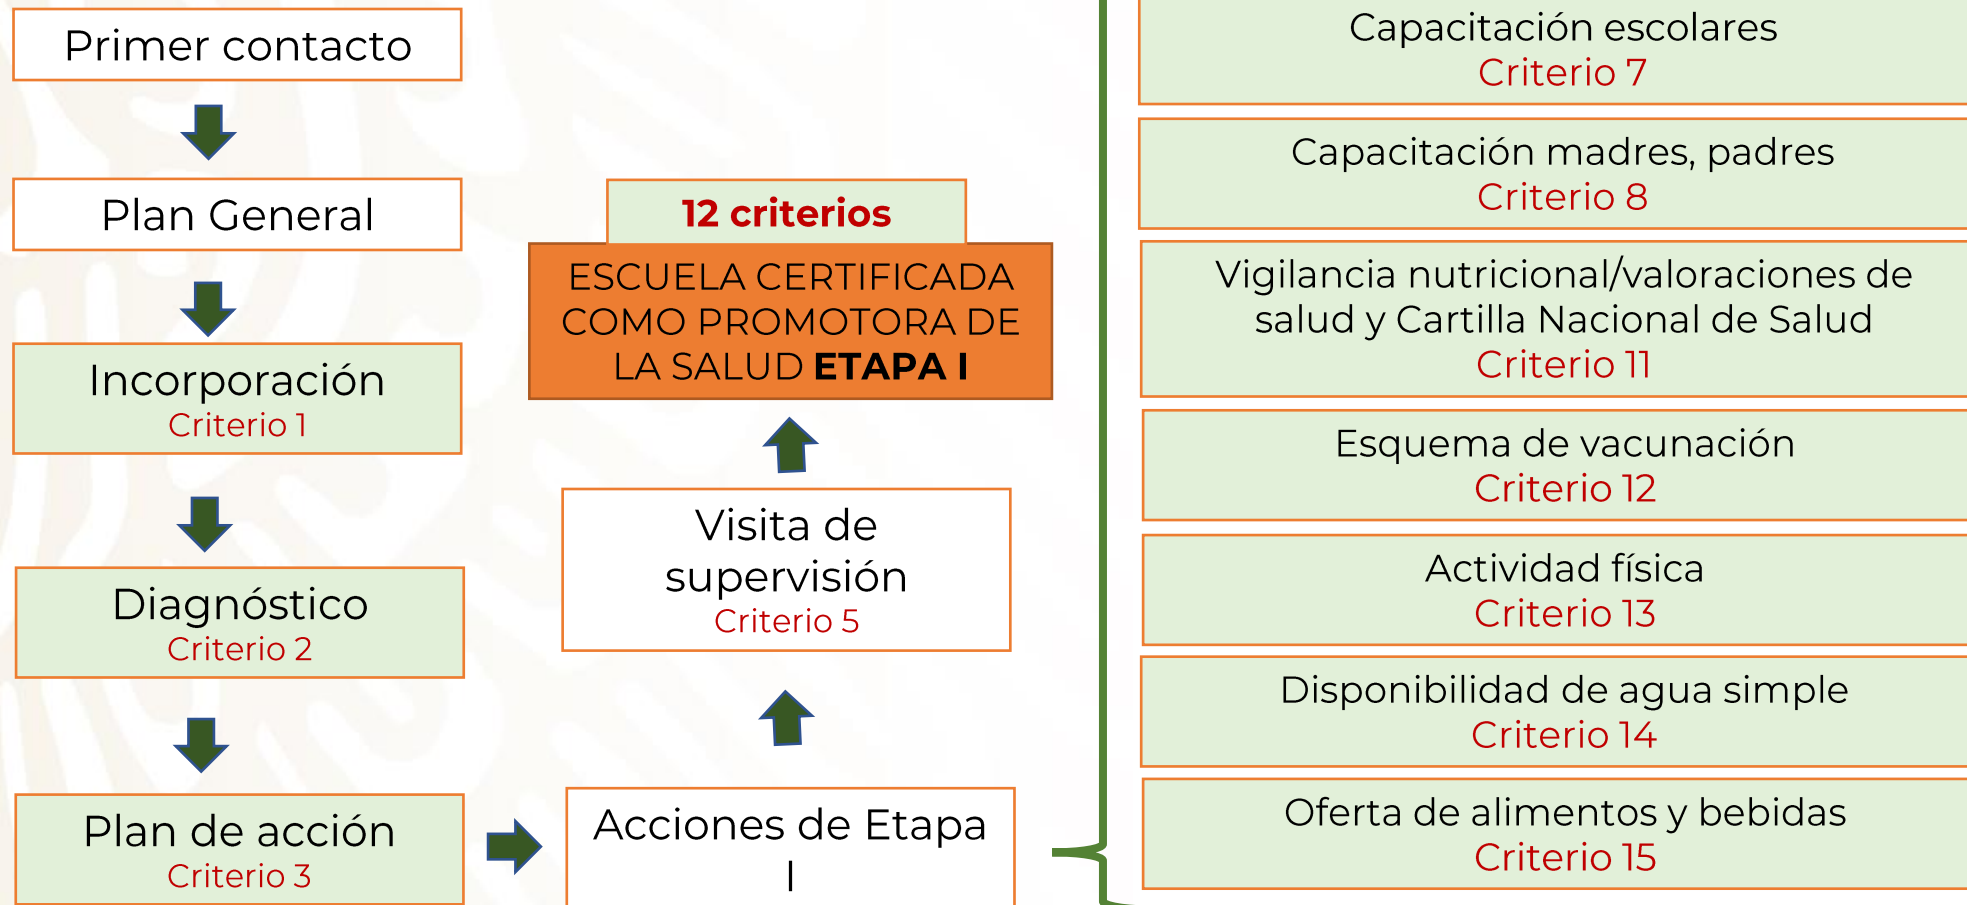 Primer contacto
Plan General
Incorporación
Criterio 1
Diagnóstico
Criterio 2
Plan de acción
Criterio 3
12 criterios
ESCUELA CERTIFICADA
COMO PROMOTORA DE
LA SALUD ETAPA I
Visita de
supervisión
Criterio 5
Acciones de Etapa
I
Capacitación escolares
Criterio 7
Capacitación madres, padres
Criterio 8
Vigilancia nutricional/valoraciones de
salud y Cartilla Nacional de Salud
Criterio 11
Esquema de vacunación
Criterio 12
Actividad física
Criterio 13
Disponibilidad de agua simple
Criterio 14
Oferta de alimentos y bebidas
Criterio 15